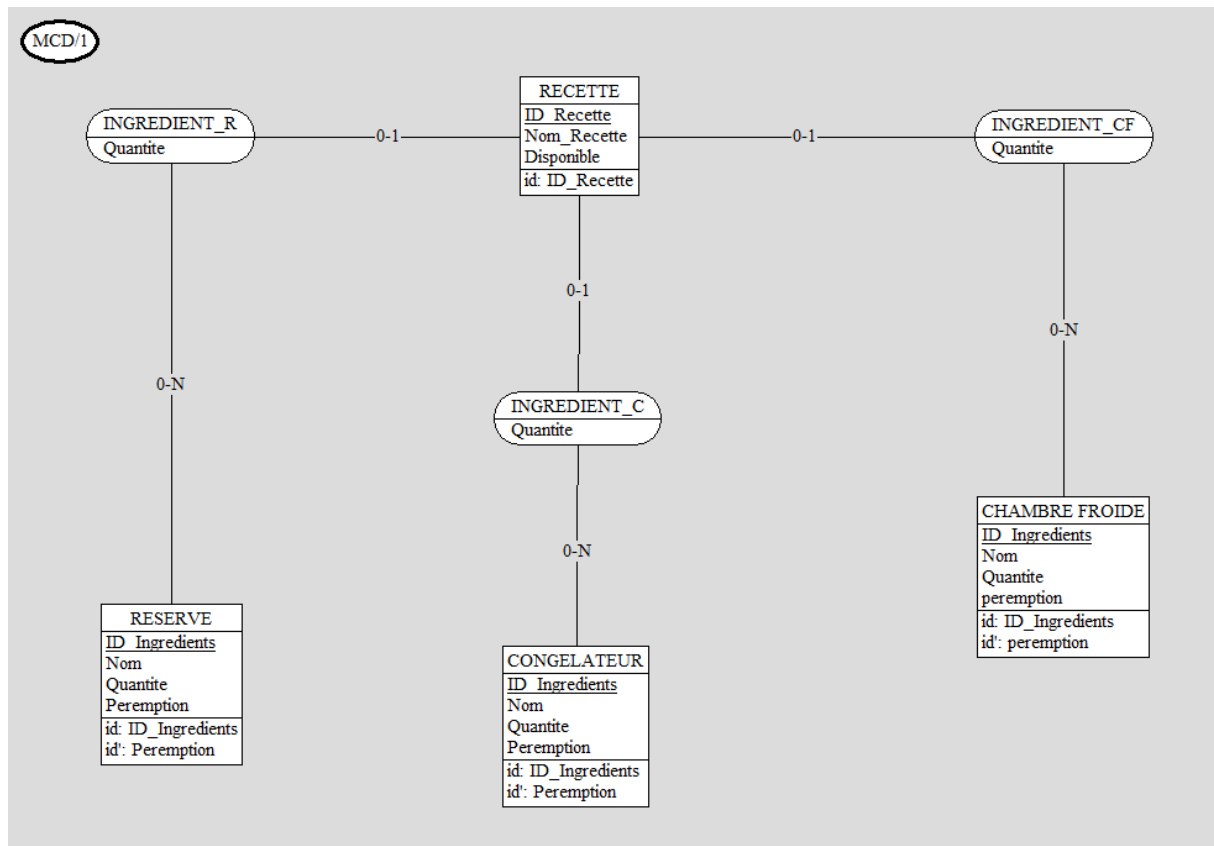 MCD/1
RECETTE
ID_Recette
Nom_Recette
Disponible
id: ID_Recette
INGREDIENT_R
Quantite
0-1
0-1
INGREDIENT_CF
Quantite
0-1
0-N
0-N
INGREDIENT_C
Quantite
0-N
CHAMBRE FROIDE
ID_Ingredients
Nom
Quantite
peremption
id: ID_Ingredients
id': peremption
RESERVE
ID_Ingredients
Nom
Quantite
Peremption
id: ID_Ingredients
id': Peremption
CONGELATEUR
ID_Ingredients
Nom
Quantite
Peremption
id: ID_Ingredients
id': Peremption